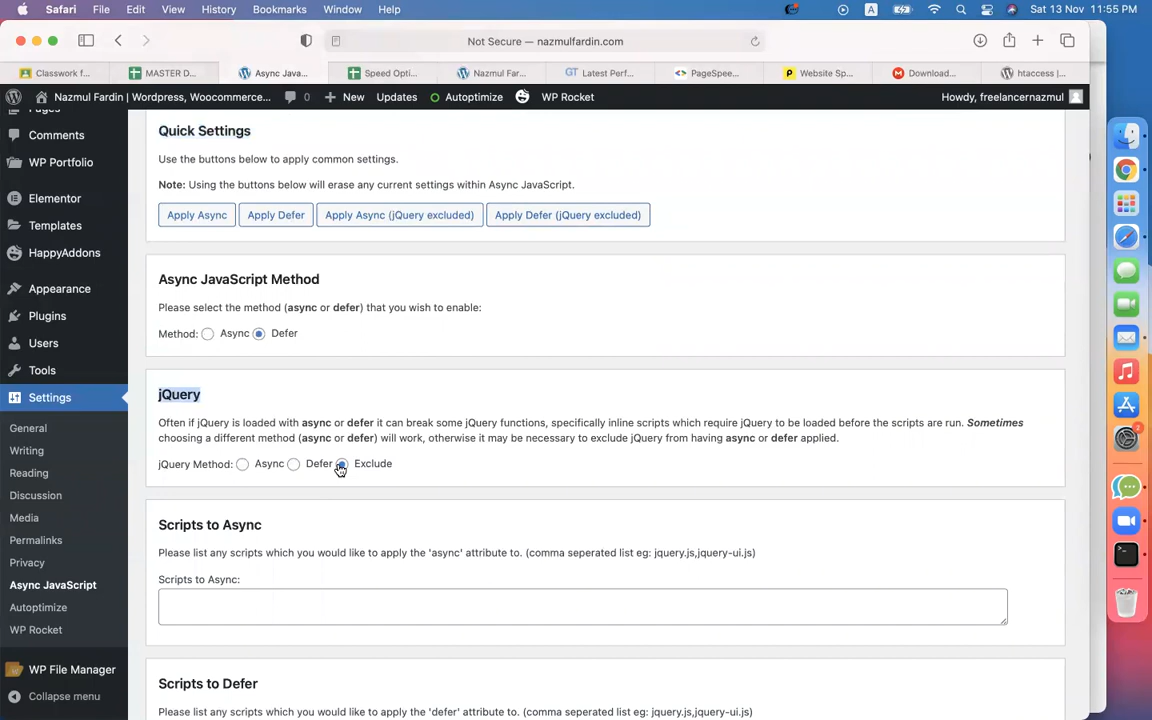 Safari File Edit View History Bookmarks Window Help A Sat 13 Nov 11:55 PM
Not Secure — nazmulfardin.com
Classwork f... MASTER D... Async Java... Speed Opti... Nazmul Far... GT Latest Perf... PageSpee... Website Sp... Download... htaccess |...
Nazmul Fardin | Wordpress, Woocommerce... 0 New Updates Autoptimize WP Rocket Howdy, freelancernazmul
Pages
Comments
WP Portfolio
Elementor
Templates
HappyAddons
Appearance
Plugins
Users
Tools
Settings
General
Writing
Reading
Discussion
Media
Permalinks
Privacy
Async JavaScript
Autoptimize
WP Rocket
WP File Manager
Collapse menu
Quick Settings
Use the buttons below to apply common settings.
Note: Using the buttons below will erase any current settings within Async JavaScript.
Apply Async Apply Defer Apply Async (jQuery excluded) Apply Defer (jQuery excluded)
Async JavaScript Method
Please select the method (async or defer) that you wish to enable:
Method: Async Defer
jQuery
Often if jQuery is loaded with async or defer it can break some jQuery functions, specifically inline scripts which require jQuery to be loaded before the scripts are run. Sometimes
choosing a different method (async or defer) will work, otherwise it may be necessary to exclude jQuery from having async or defer applied.
jQuery Method: Async Defer Exclude
Scripts to Async
Please list any scripts which you would like to apply the 'async' attribute to. (comma seperated list eg: jquery.js,jquery-ui.js)
Scripts to Async:
Scripts to Defer
Please list any scripts which you would like to apply the 'defer' attribute to. (comma seperated list eg: jquery.js,jquery-ui.js)
2